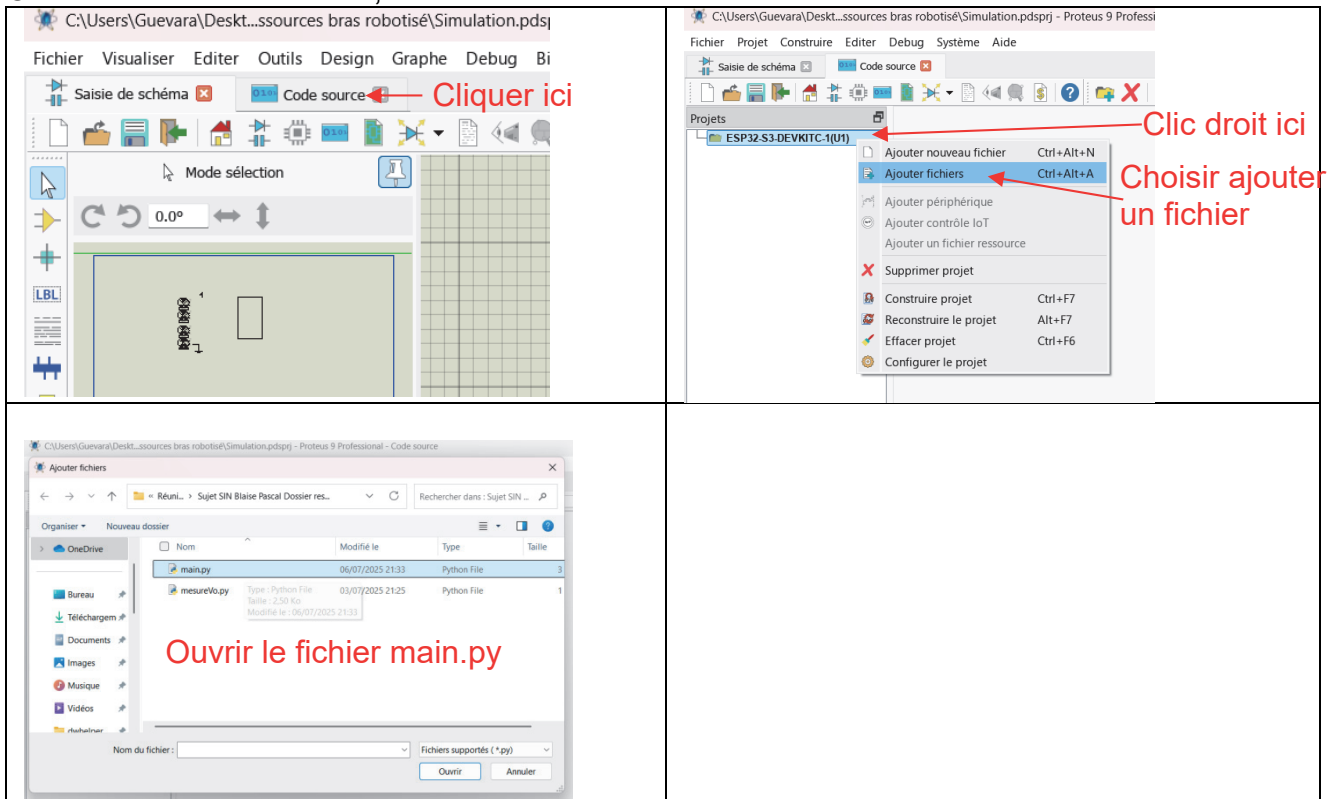 C:\Users\Guevara\Deskt...ssources bras robotisé\Simulation.pdsp
Fichier Visualiser Editer Outils Design Graphe Debug Bi
Saisie de schéma Code source Cliquer ici
Mode sélection
0.0°
LBL
C:\Users\Guevara\Deskt...ssources bras robotisé\Simulation.pdsprj - Proteus 9 Professi
Fichier Projet Construire Editer Debug Système Aide
Saisie de schéma Code source
Projets
ESP32-S3-DEVKITC-1(U1)
Clic droit ici
Ajouter nouveau fichier Ctrl+Alt+N
Ajouter fichiers Ctrl+Alt+A
Choisir ajouter
un fichier
Ajouter périphérique
Ajouter contrôle IoT
Ajouter un fichier ressource
Supprimer projet
Construire projet Ctrl+F7
Reconstruire le projet Alt+F7
Effacer projet Ctrl+F6
Configurer le projet
C:\Users\Guevara\Deskt...ssources bras robotisé\Simulation.pdsprj - Proteus 9 Professional - Code source
Ajouter fichiers
« Réuni... › Sujet SIN Blaise Pascal Dossier res... Rechercher dans : Sujet SIN ...
Organiser Nouveau dossier
OneDrive
Bureau
Téléchargem
Documents
Images
Musique
Vidéos
dwhelper
Nom Modifié le Type Taille
main.py 06/07/2025 21:33 Python File 3
mesureVo.py 03/07/2025 21:25 Python File 1
Type : Python File
Taille : 2,50 Ko
Modifié le : 06/07/2025 21:33
Ouvrir le fichier main.py
Nom du fichier : Fichiers supportés (*.py)
Ouvrir Annuler